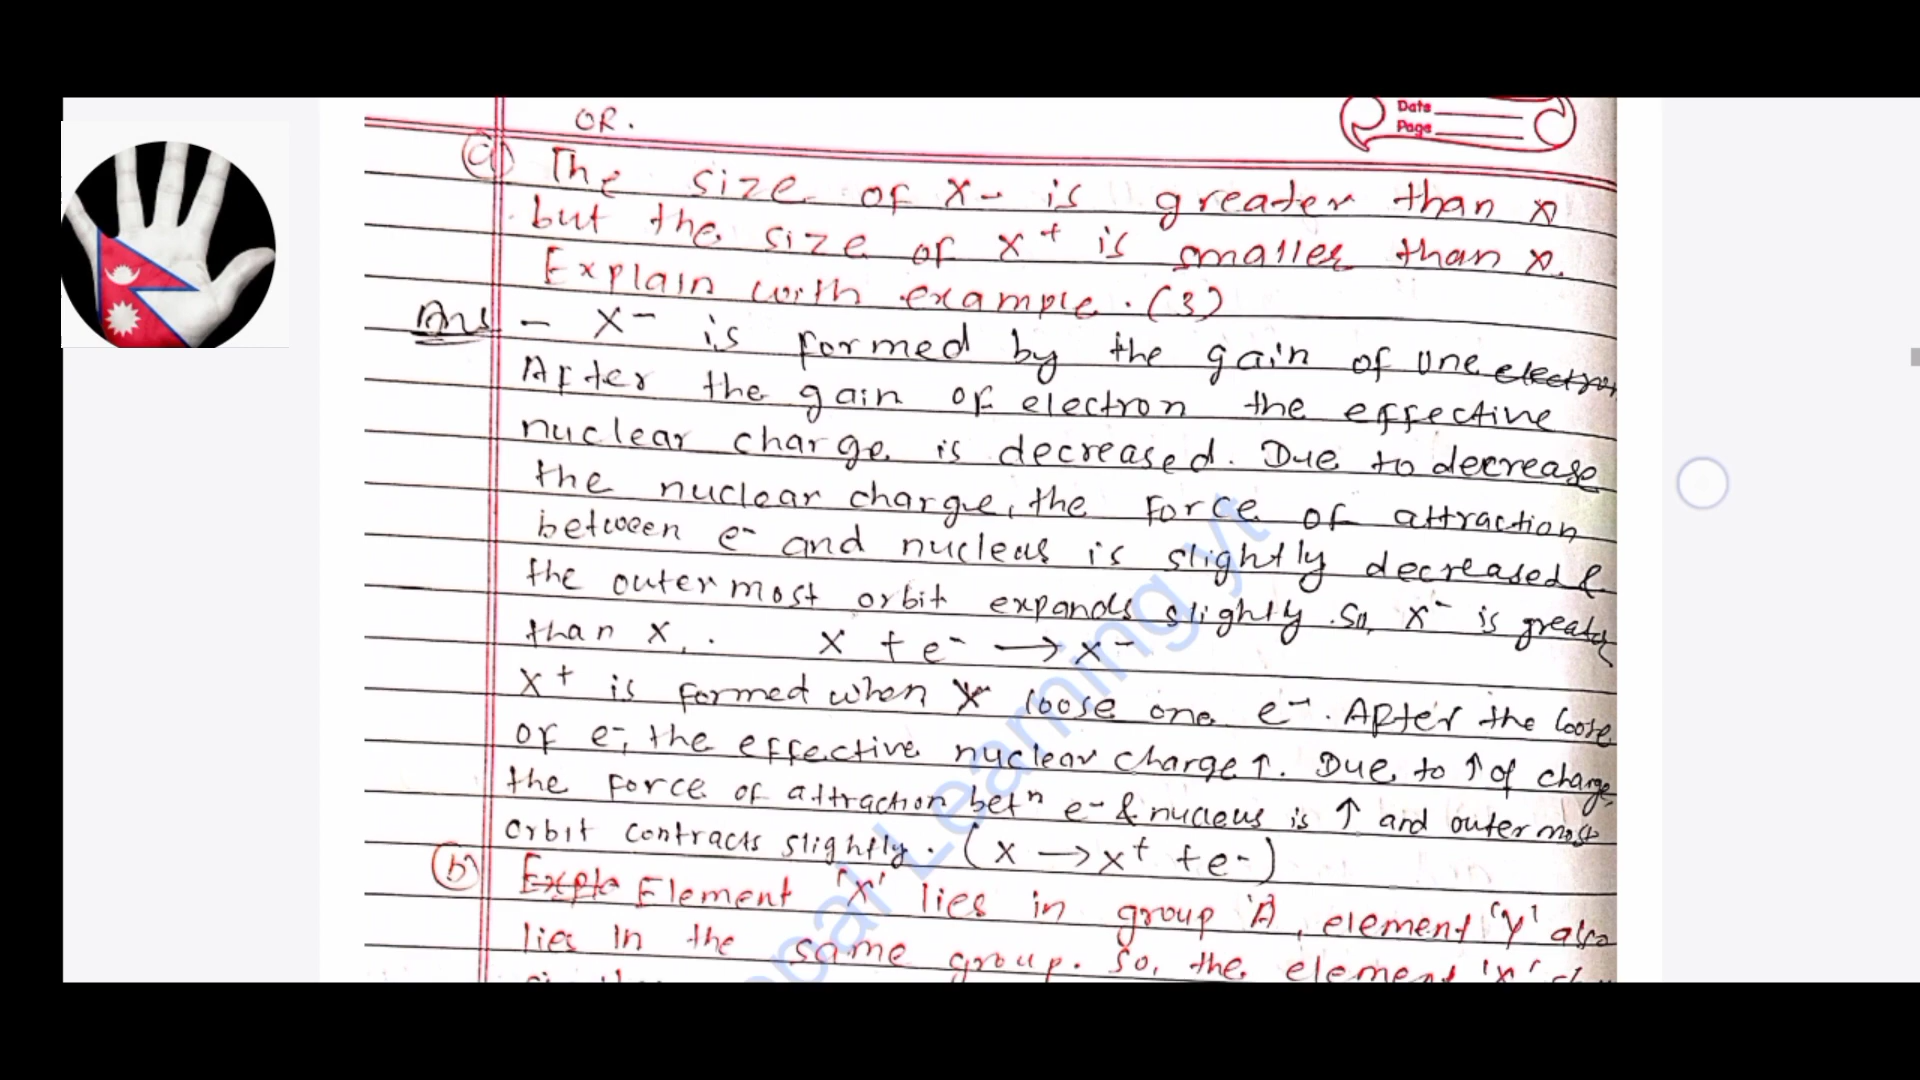 OR.
Date
Page
(a) The size of X- is greater than X
but the size of X+ is smaller than X.
Explain with example. (3)
Ans - X- is formed by the gain of one electron
After the gain of electron the effective
nuclear charge is decreased. Due to decrease
the nuclear charge, the force of attraction
between e- and nucleus is slightly decreased &
the outermost orbit expands slightly. So, X- is greater
than X. X + e- → X-
X+ is formed when X loose one e-. After the loose
of e-, the effective nuclear charge ↑. Due to ↑ of charge
the force of attraction betn e- & nucleus is ↑ and outermost
orbit contracts slightly. (X → X+ + e-)
(b) Element 'X' lies in group 'A, element 'Y' also
lies in the same group. So, the element 'X'
pal Learning yt